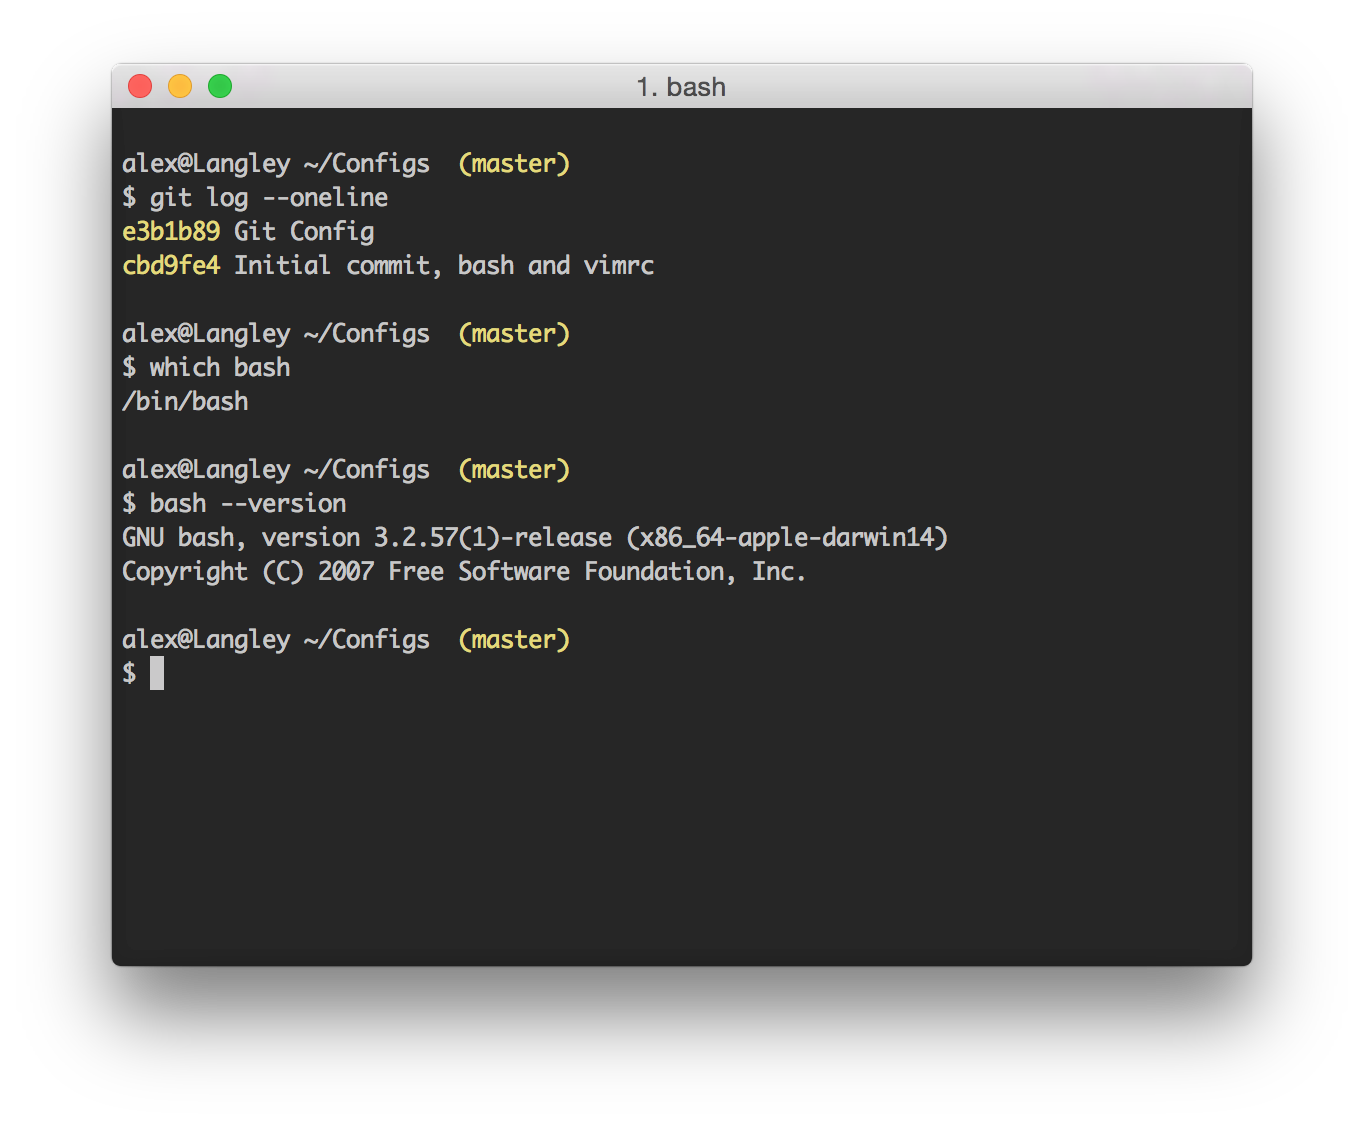 1. bash
alex@Langley ~/Configs  (master)
$ git log --oneline
e3b1b89 Git Config
cbd9fe4 Initial commit, bash and vimrc
alex@Langley ~/Configs  (master)
$ which bash
/bin/bash
alex@Langley ~/Configs  (master)
$ bash --version
GNU bash, version 3.2.57(1)-release (x86_64-apple-darwin14)
Copyright (C) 2007 Free Software Foundation, Inc.
alex@Langley ~/Configs  (master)
$